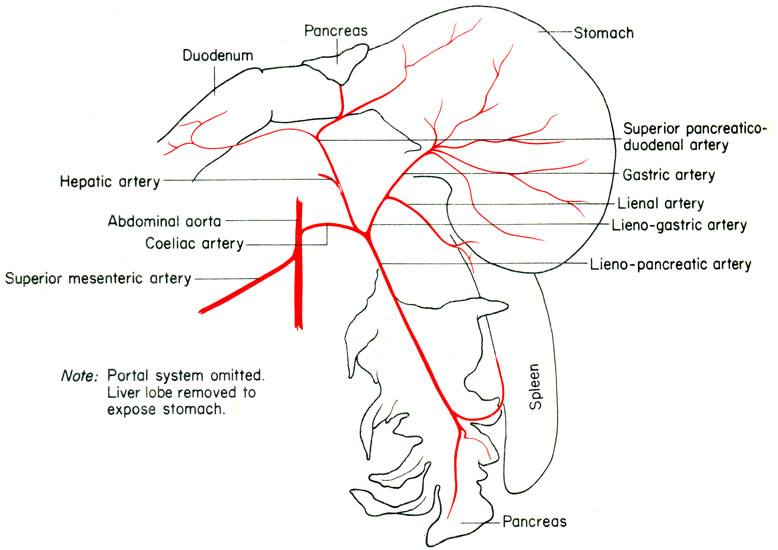 Pancreas
Stomach
Duodenum
Superior pancreatico-
duodenal artery
Hepatic artery
Gastric artery
Lienal artery
Abdominal aorta
Lieno-gastric artery
Coeliac artery
Lieno-pancreatic artery
Superior mesenteric artery
Note: Portal system omitted.
Liver lobe removed to
expose stomach.
Spleen
Pancreas